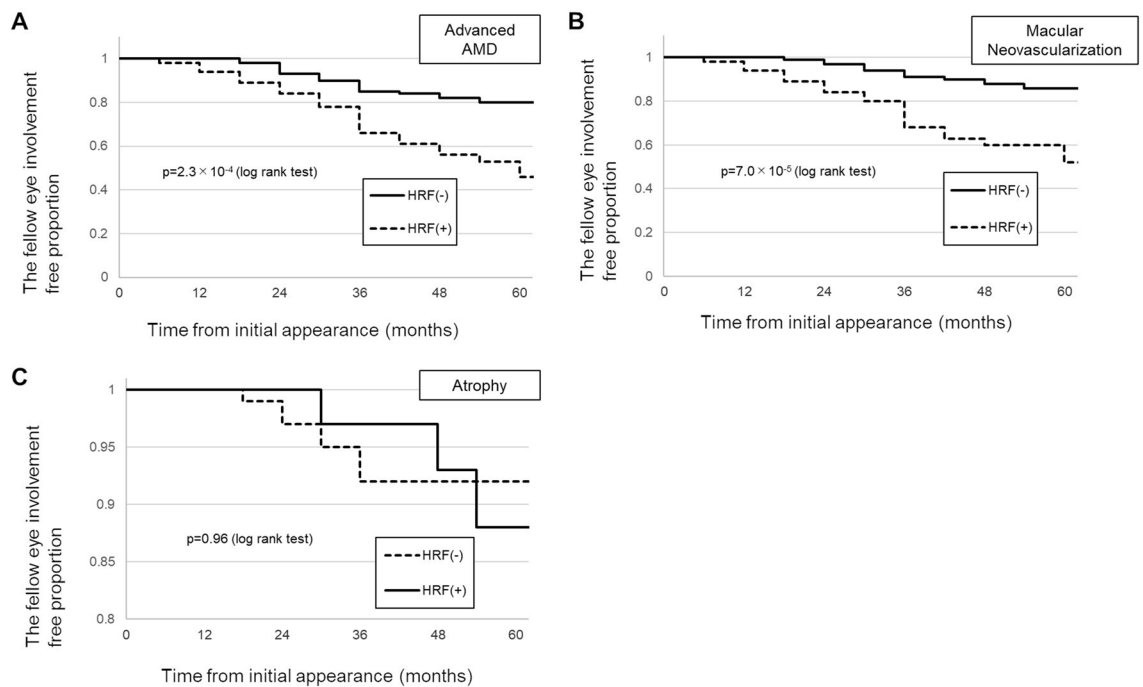 A
Advanced
AMD
The fellow eye involvement
free proportion
1
0.8
0.6
0.4
0.2
0
p=2.3×10-4 (log rank test)
HRF(-)
HRF(+)
0 12 24 36 48 60
Time from initial appearance (months)
B
Macular
Neovascularization
The fellow eye involvement
free proportion
1
0.8
0.6
0.4
0.2
0
p=7.0×10-5 (log rank test)
HRF(-)
HRF(+)
0 12 24 36 48 60
Time from initial appearance (months)
C
Atrophy
The fellow eye involvement
free proportion
1
0.95
0.9
0.85
0.8
p=0.96 (log rank test)
HRF(-)
HRF(+)
0 12 24 36 48 60
Time from initial appearance (months)